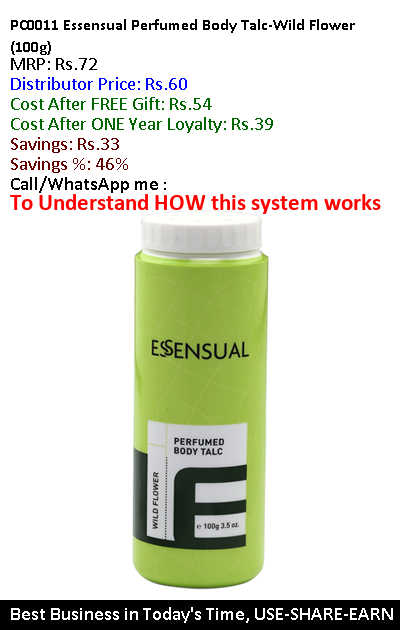 PC0011 Essensual Perfumed Body Talc-Wild Flower
(100g)
MRP: Rs.72
Distributor Price: Rs.60
Cost After FREE Gift: Rs.54
Cost After ONE Year Loyalty: Rs.39
Savings: Rs.33
Savings %: 46%
Call/WhatsApp me :
To Understand HOW this system works
ESSENSUAL
PERFUMED
BODY TALC
WILD FLOWER
e 100g 3.5 oz.
Best Business in Today's Time, USE-SHARE-EARN